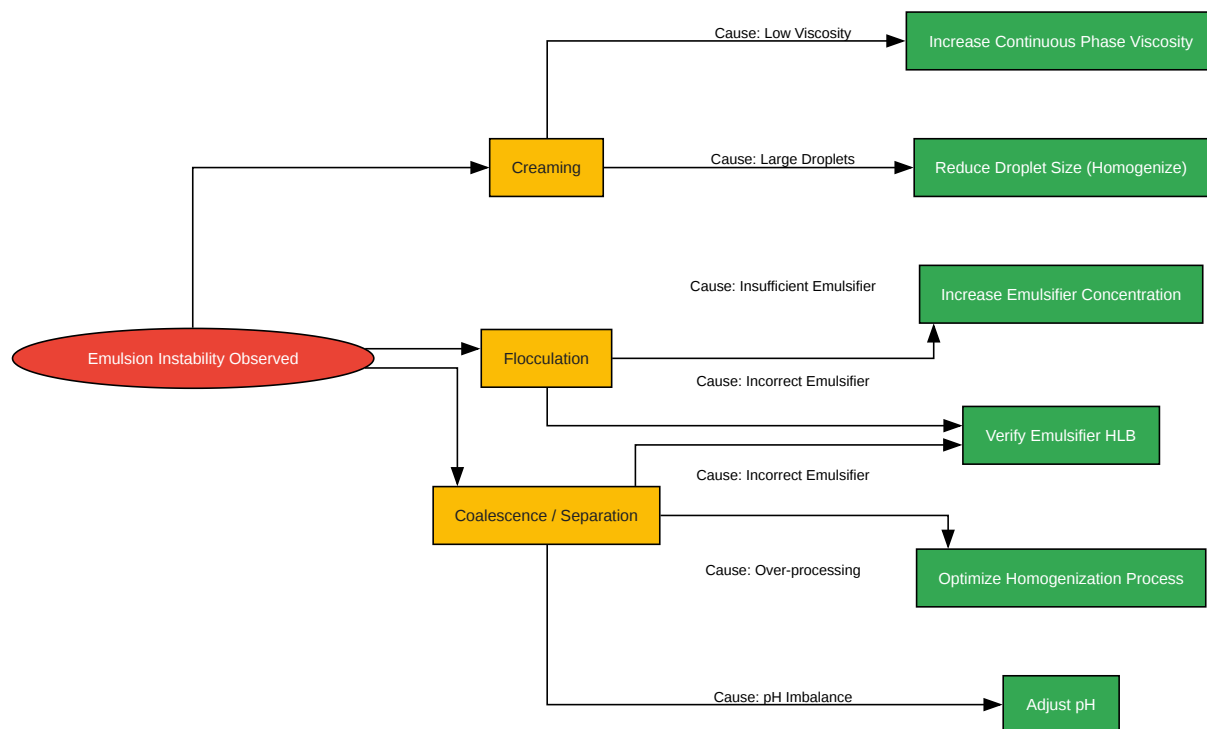 Cause: Low Viscosity
Increase Continuous Phase Viscosity
Creaming
Cause: Large Droplets
Reduce Droplet Size (Homogenize)
Cause: Insufficient Emulsifier
Increase Emulsifier Concentration
Emulsion Instability Observed
Flocculation
Cause: Incorrect Emulsifier
Verify Emulsifier HLB
Cause: Incorrect Emulsifier
Coalescence / Separation
Cause: Over-processing
Optimize Homogenization Process
Cause: pH Imbalance
Adjust pH